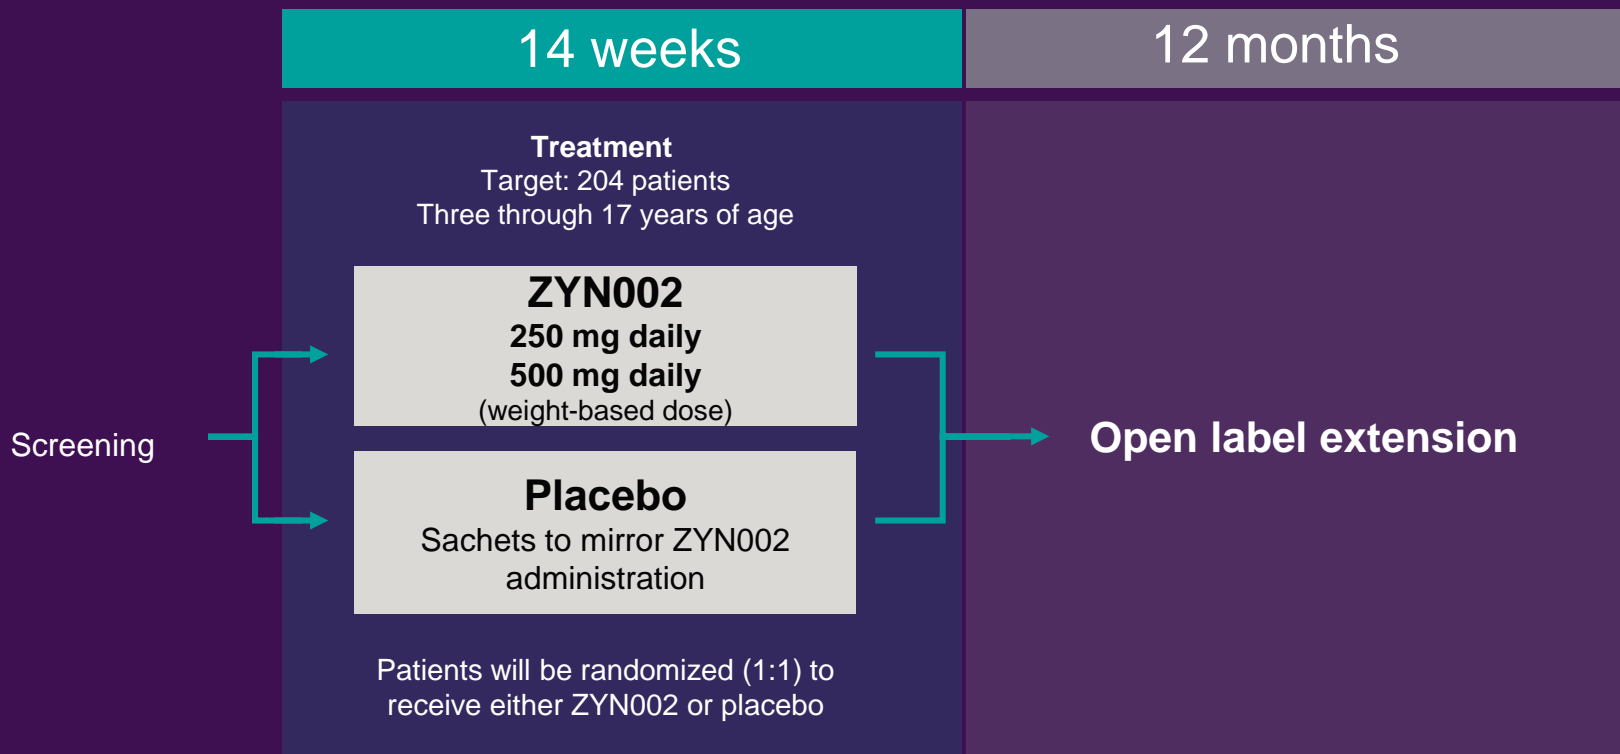 14 weeks
12 months
Treatment
Target: 204 patients
Three through 17 years of age
ZYN002
250 mg daily
500 mg daily
(weight-based dose)
Screening
Open label extension
Placebo
Sachets to mirror ZYN002
administration
Patients will be randomized (1:1) to
receive either ZYN002 or placebo